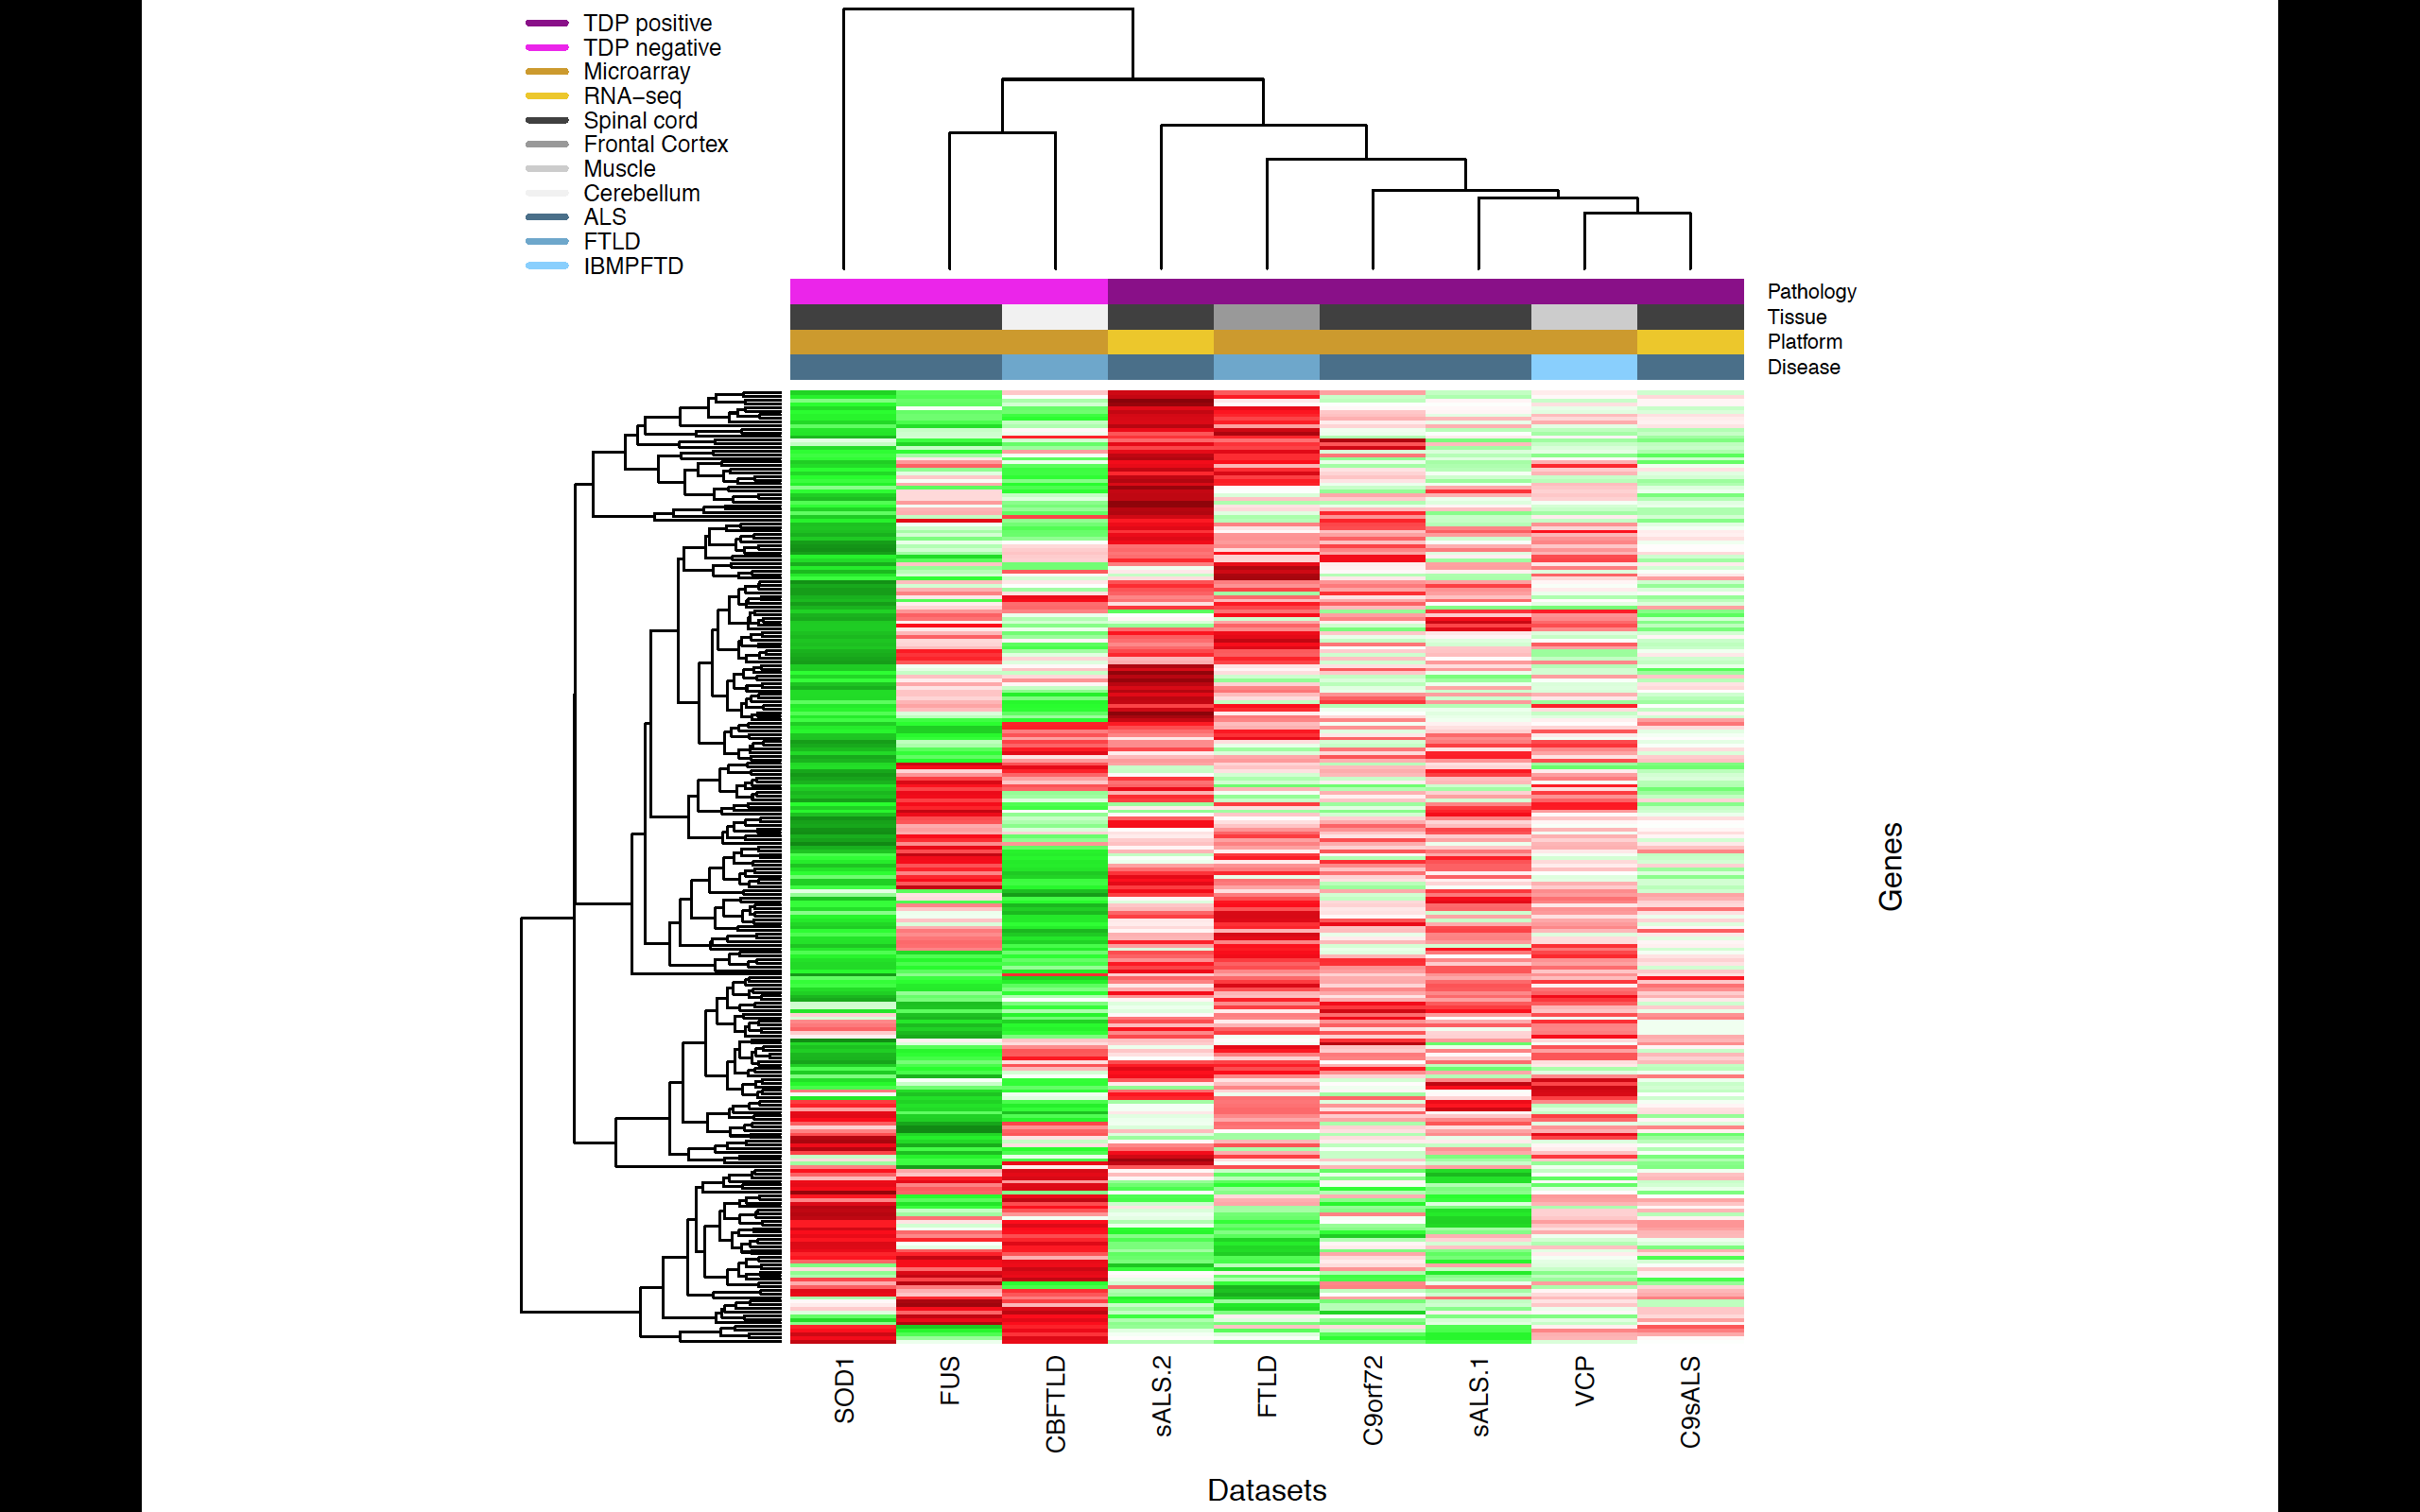 TDP positive
TDP negative
Microarray
RNA−seq
Spinal cord
Frontal Cortex
Muscle
Cerebellum
ALS
FTLD
IBMPFTD
Pathology
Tissue
Platform
Disease
Genes
SOD1
FUS
CBFTLD
sALS.2
FTLD
C9orf72
sALS.1
VCP
C9sALS
Datasets